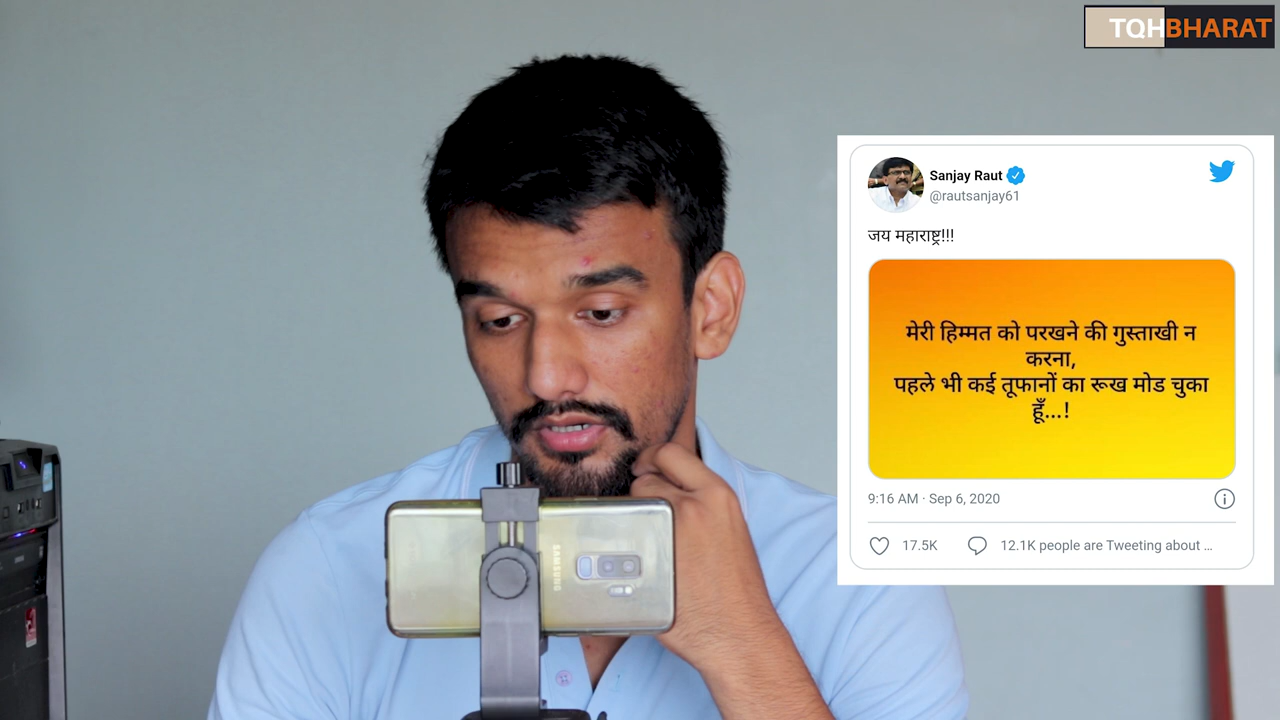 TQHBHARAT
Sanjay Raut
@rautsanjay61
जय महाराष्ट्र!!!
मेरी हिम्मत को परखने की गुस्ताखी न
करना,
पहले भी कई तूफानों का रूख मोड चुका
हूँ...!
9:16 AM · Sep 6, 2020
17.5K 12.1K people are Tweeting about ...
SAMSUNG